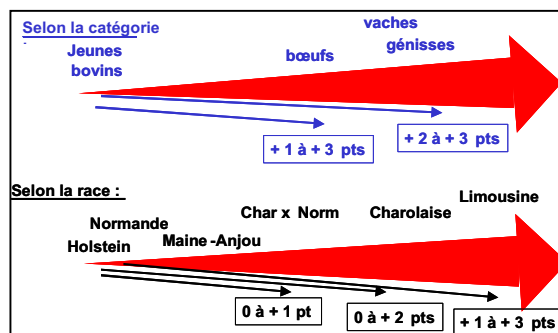 Selon la catégorie
:
vaches
génisses
Jeunes
bovins
bœufs
+ 1 à + 3 pts
+ 2 à + 3 pts
Selon la race :
Limousine
Char x Norm
Charolaise
Normande
Maine -Anjou
Holstein
0 à + 1 pt
0 à + 2 pts
+ 1 à + 3 pts